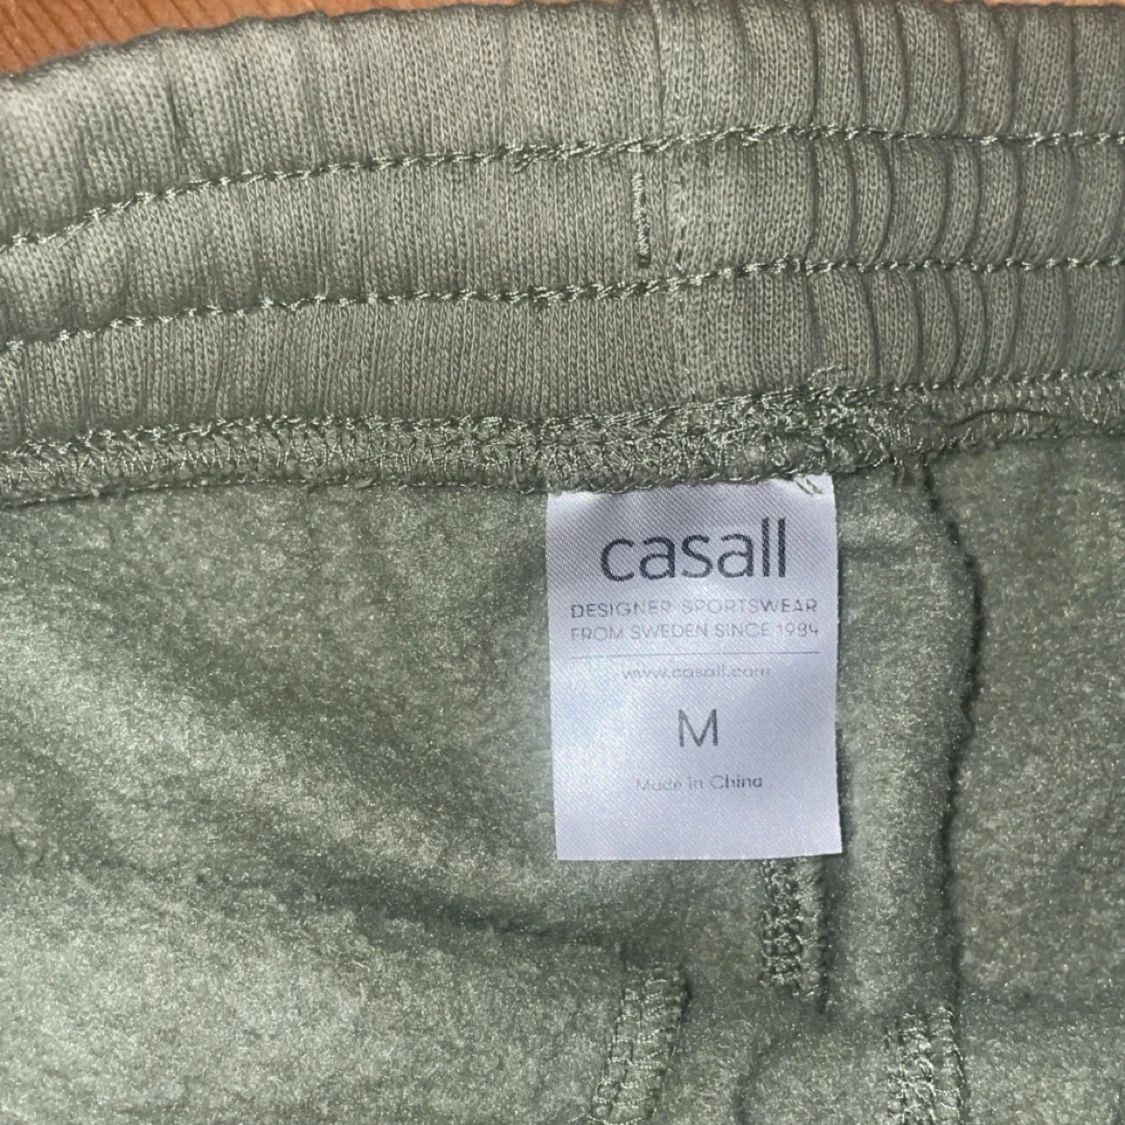 casall
DESIGNER SPORTSWEAR
FROM SWEDEN SINCE 1984
www.casall.com
M
Made in China